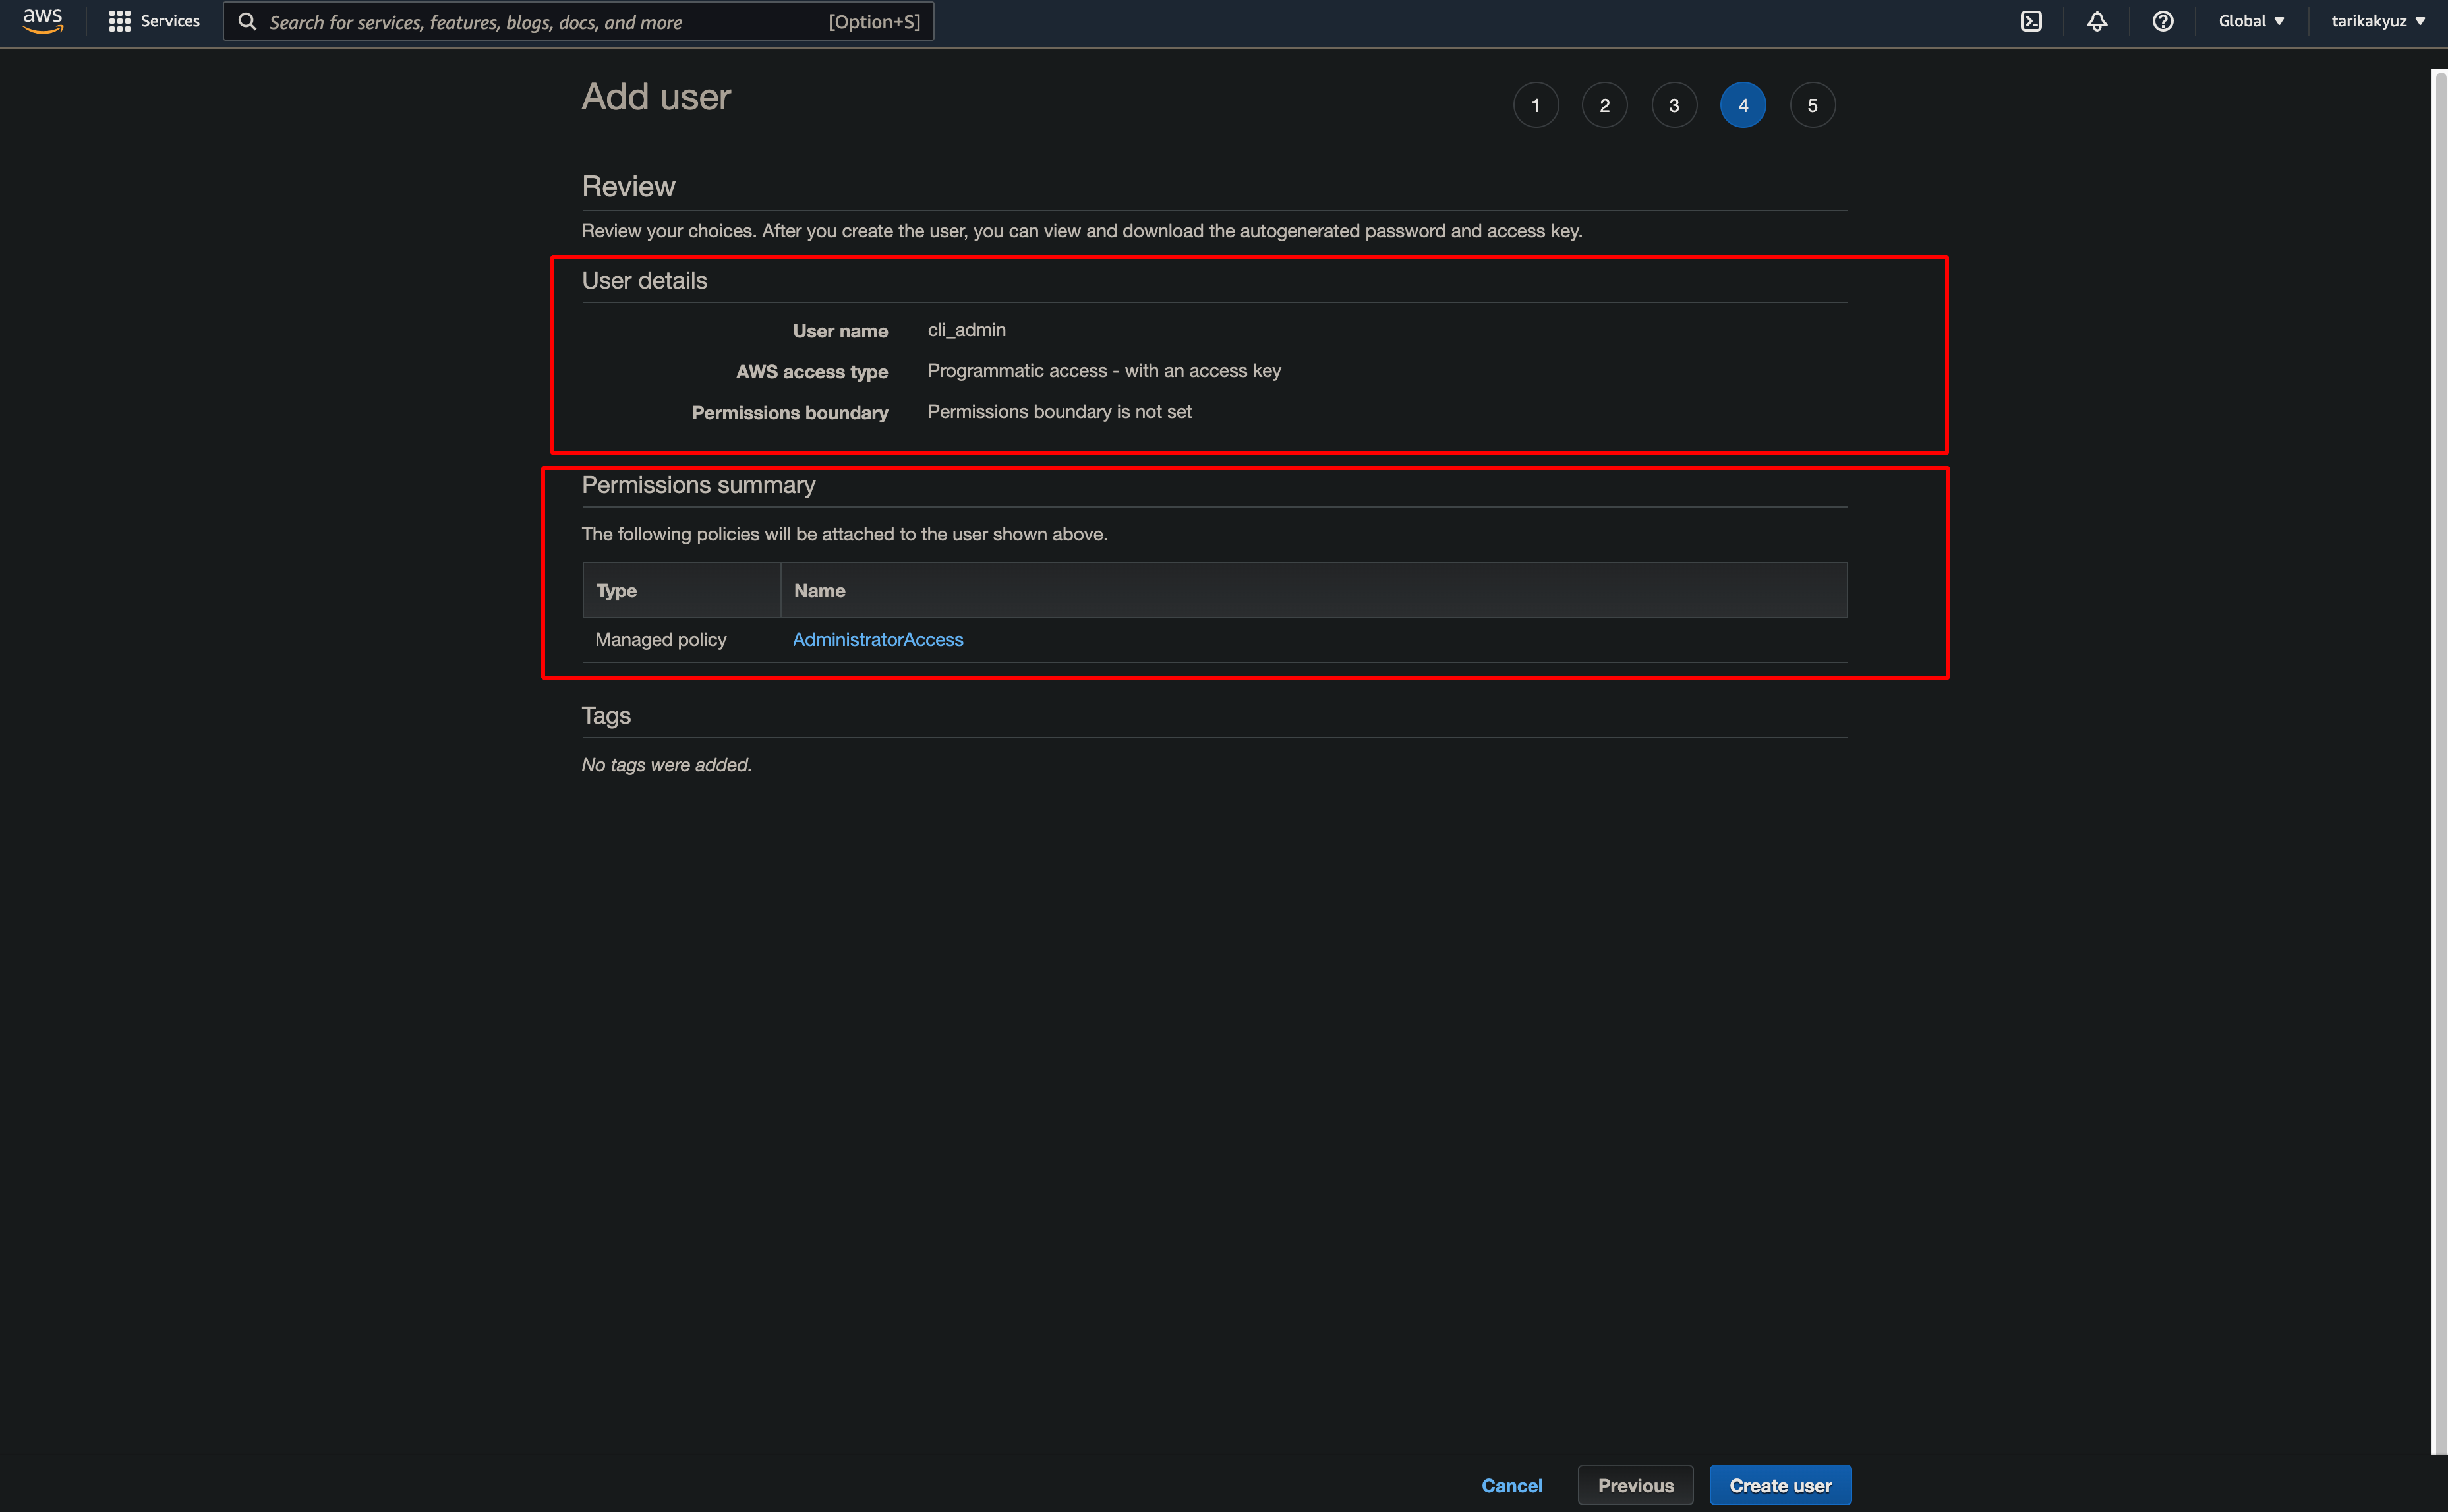 aws Services Search for services, features, blogs, docs, and more [Option+S] Global ▼ tarikakyuz ▼
Add user
1 2 3 4 5
Review
Review your choices. After you create the user, you can view and download the autogenerated password and access key.
User details
User name cli_admin
AWS access type Programmatic access - with an access key
Permissions boundary Permissions boundary is not set
Permissions summary
The following policies will be attached to the user shown above.
Type Name
Managed policy AdministratorAccess
Tags
No tags were added.
Cancel Previous Create user